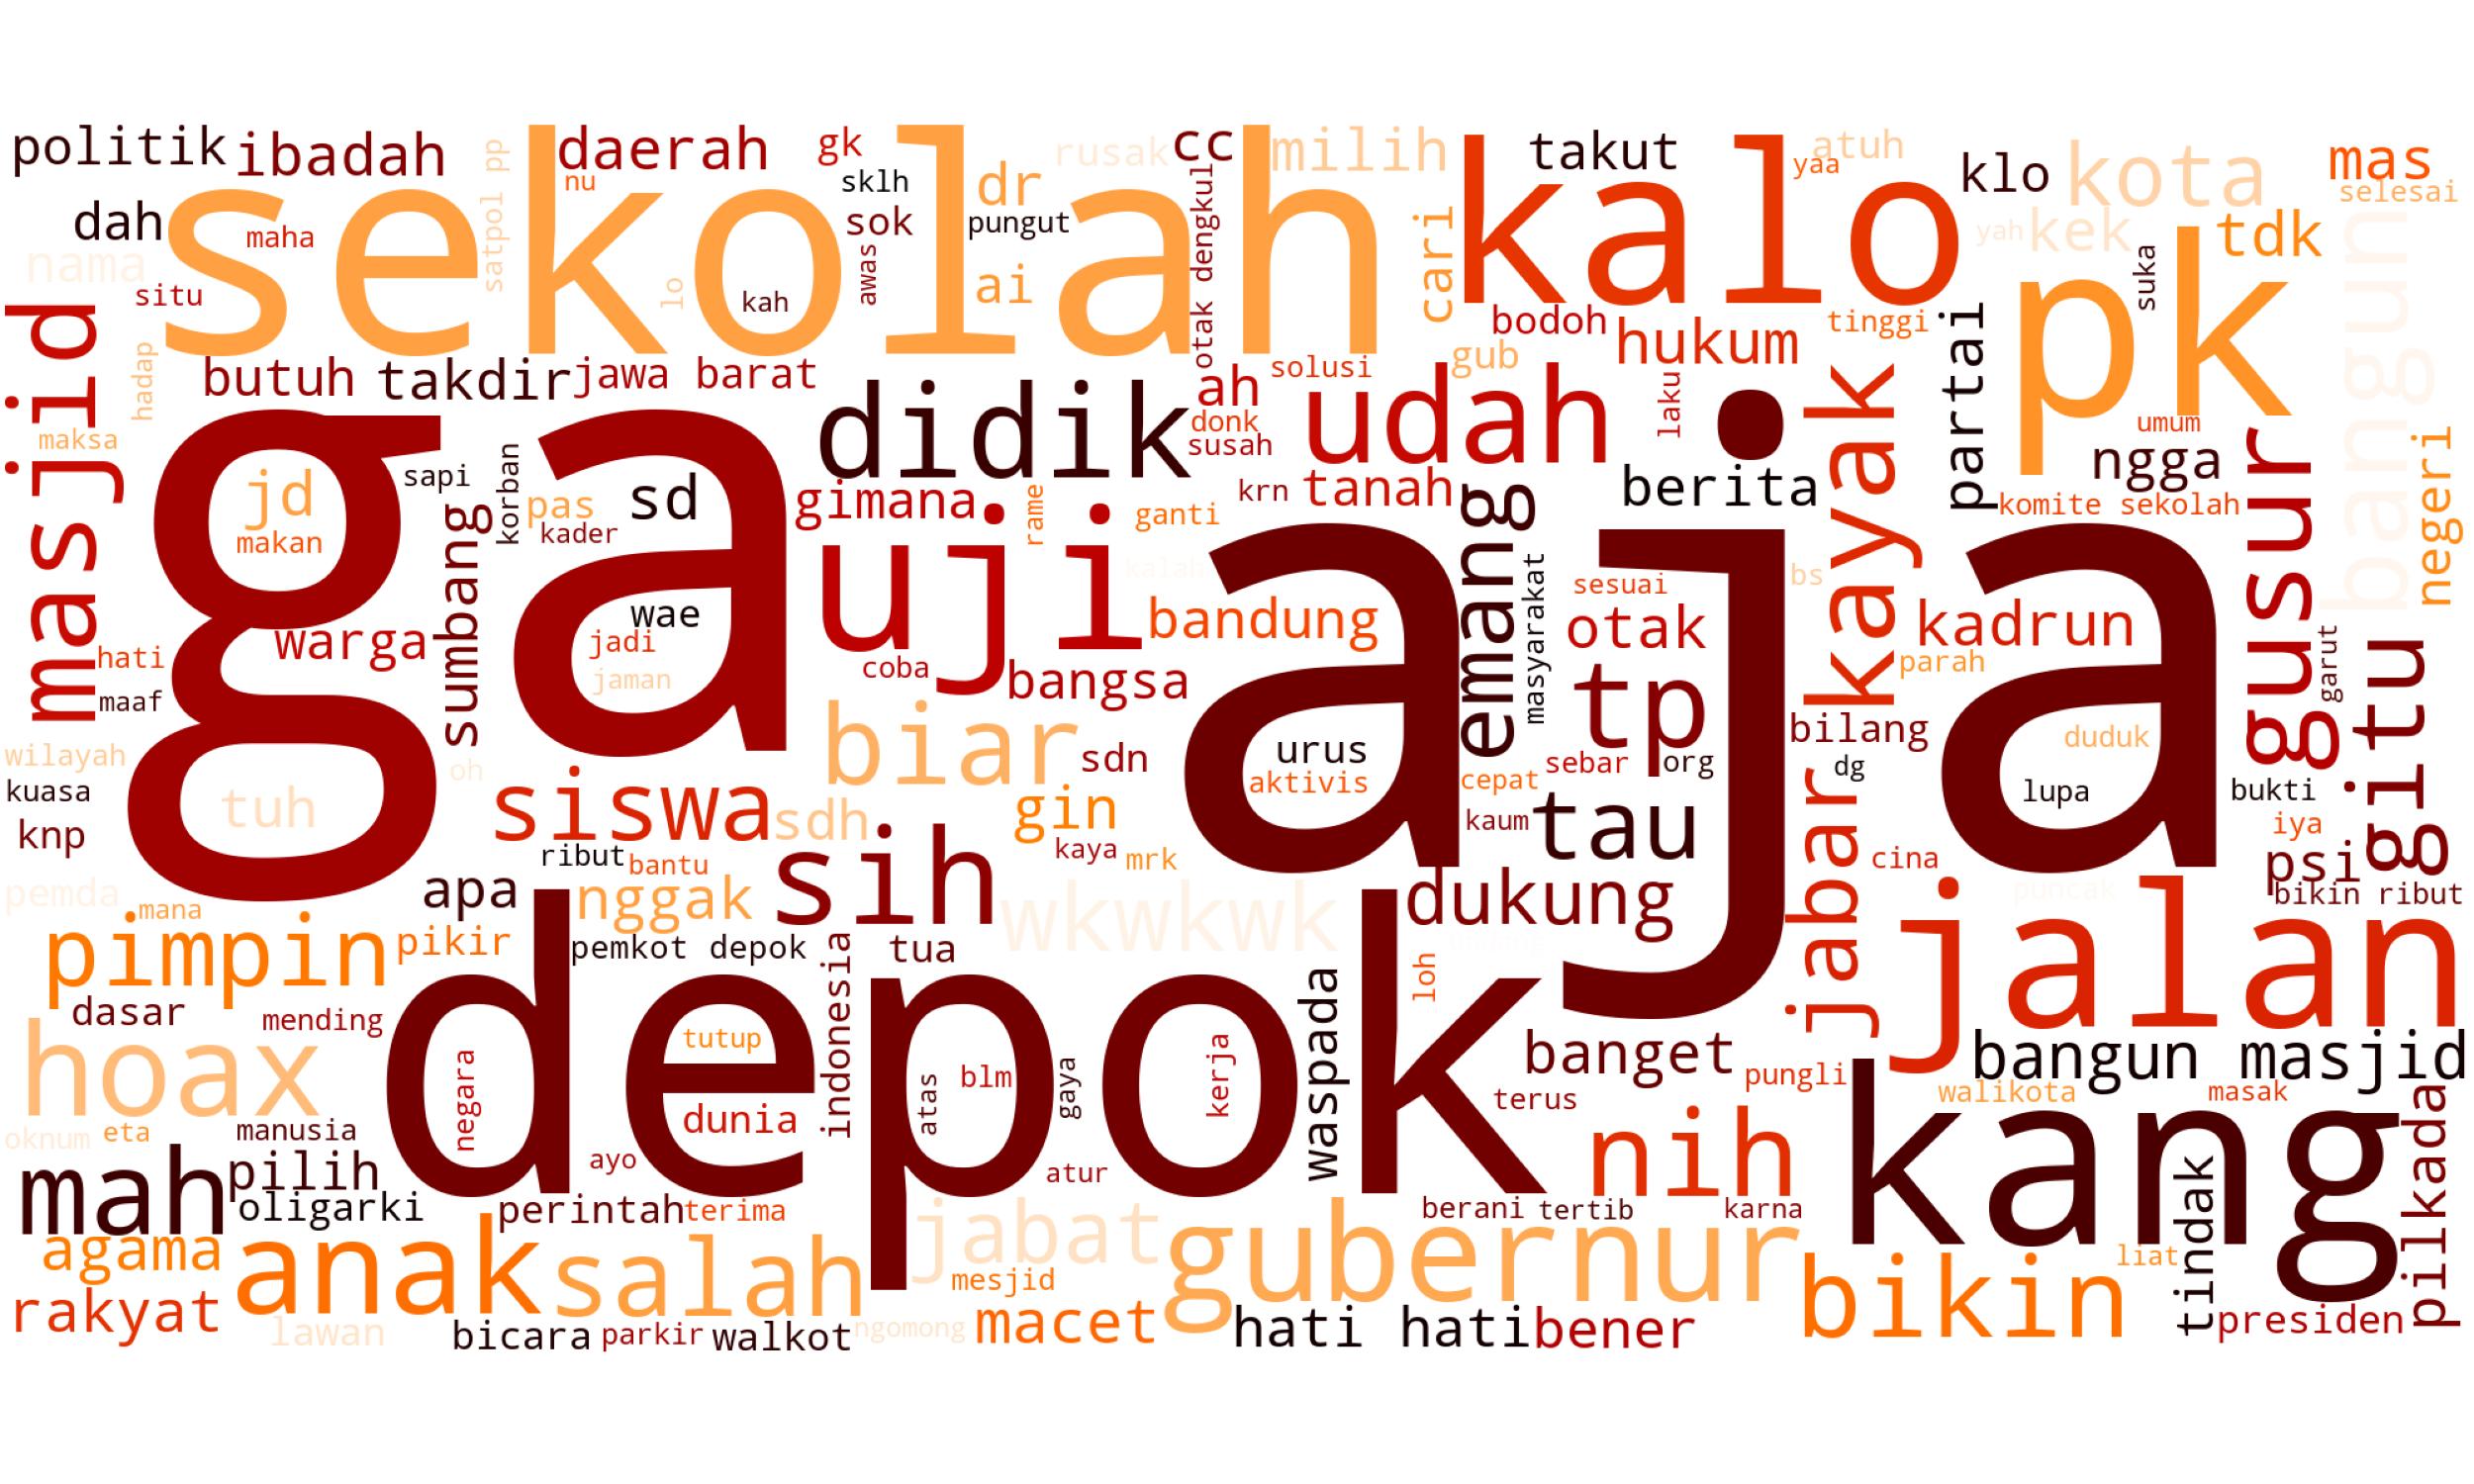 politik ibadah satpol pp daerah gk rusak cc milih takut atuh klo kota mas
nu sklh dr yaa selesai
dah sekolah sok pungut otak dengkul cari kalo yah kek pk tdk
nama maha awas ai suka bangun
situ lo kah bodoh hukum tinggi partai
masjid hadap butuh takdir jawa barat didik ah solusi gub udah laku kayak umum negeri
maksa donk susah
ga jd sapi korban pas sd gimana rame ganti krn tanah emang berita ngga gusur
makan kader uji komite sekolah
sumbang wae kalah aja masyarakat sesuai bs
warga jadi bandung otak kadrun
hati jaman coba bangsa tp parah garut gitu
maaf biar bilang
wilayah oh sdn urus sebar org dg duduk
kuasa tuh siswa sdh gin aktivis cepat jabar lupa bukti
knp kaum tau iya
ribut bantu sih kaya mrk cina psi
pemda mana apa nggak wkwkwk dukung puncak bikin ribut
pimpin pikir pemkot depok indonesia tua jalan
dasar mending depok tutup waspada loh banget
hoax negara dunia atas blm gaya kerja pungli bangun masjid
terus walikota masak
oknum eta manusia nih kang pilkada
mah pilih ayo atur
oligarki perintah terima jabat berani tertib karna tindak
agama anak salah mesjid gubernur bikin liat
rakyat lawan bicara parkir walkot ngomong macet hati hati bener presiden